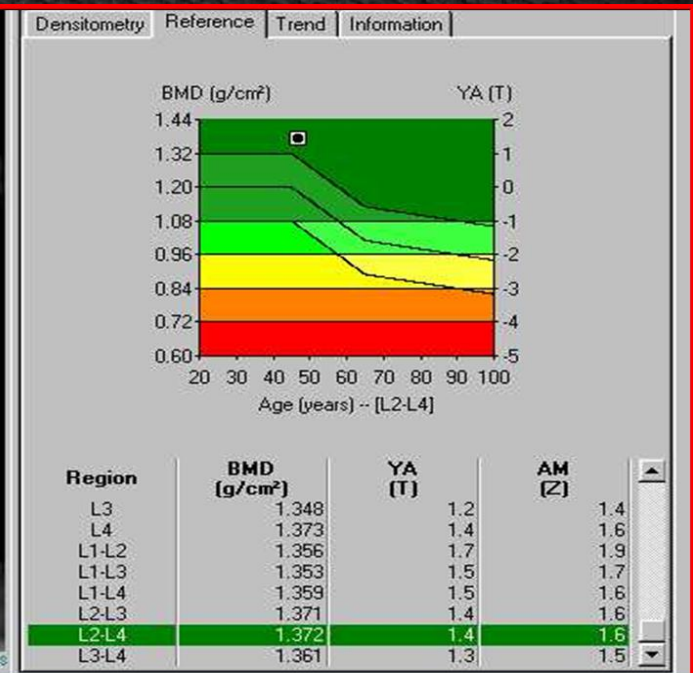 Densitometry Reference Trend Information
BMD (g/cm²) YA (T)
1.44 2
1.32 1
1.20 0
1.08 -1
0.96 -2
0.84 -3
0.72 -4
0.60 -5
20 30 40 50 60 70 80 90 100
Age (years) -- [L2-L4]
Region BMD (g/cm²) YA (T) AM (Z)
L3 1.348 1.2 1.4
L4 1.373 1.4 1.6
L1-L2 1.356 1.7 1.9
L1-L3 1.353 1.5 1.7
L1-L4 1.359 1.5 1.6
L2-L3 1.371 1.4 1.6
L2-L4 1.372 1.4 1.6
L3-L4 1.361 1.3 1.5